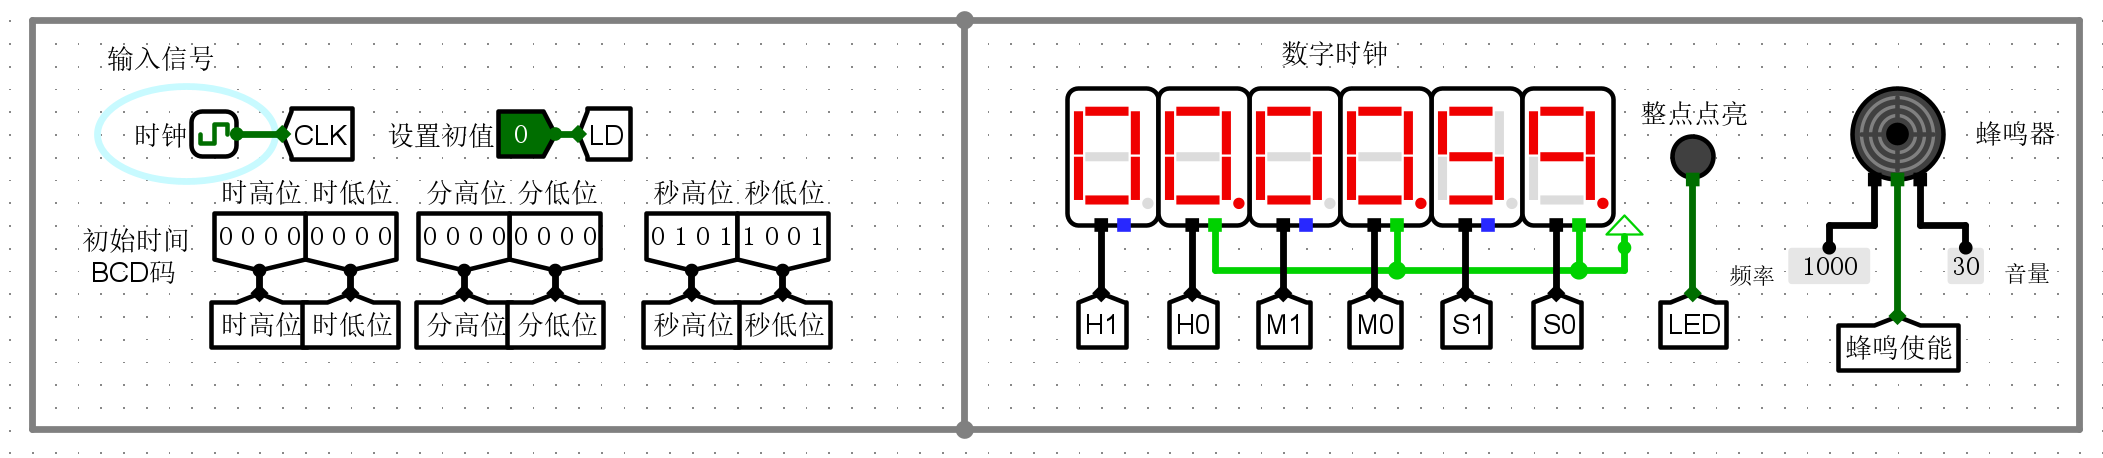 输入信号
时钟 CLK 设置初值 0 LD
时高位 时低位 分高位 分低位 秒高位 秒低位
初始时间 0 0 0 0 0 0 0 0 0 0 0 0 0 0 0 0 0 1 0 1 1 0 0 1
BCD码
时高位 时低位 分高位 分低位 秒高位 秒低位
数字时钟
000059
H1 H0 M1 M0 S1 S0
整点点亮
LED
蜂鸣器
频率 1000 30 音量
蜂鸣使能